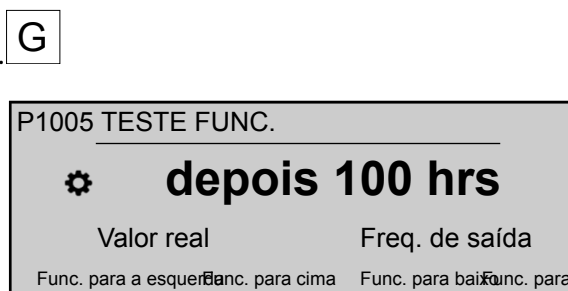 . G
P1005 TESTE FUNC.
depois 100 hrs
Valor real Freq. de saída
Func. para a esquerda Func. para cima Func. para baixo Func. para